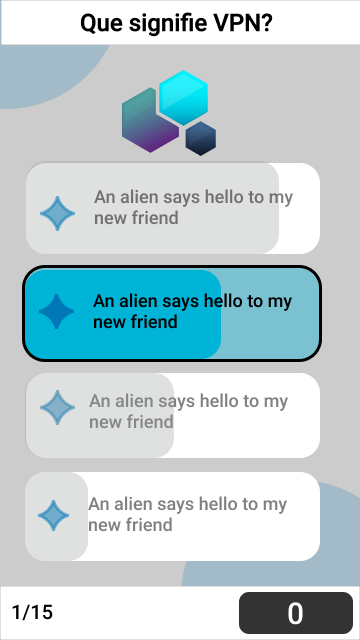 Que signifie VPN?
An alien says hello to my
new friend
An alien says hello to my
new friend
An alien says hello to my
new friend
An alien says hello to my
new friend
1/15
0